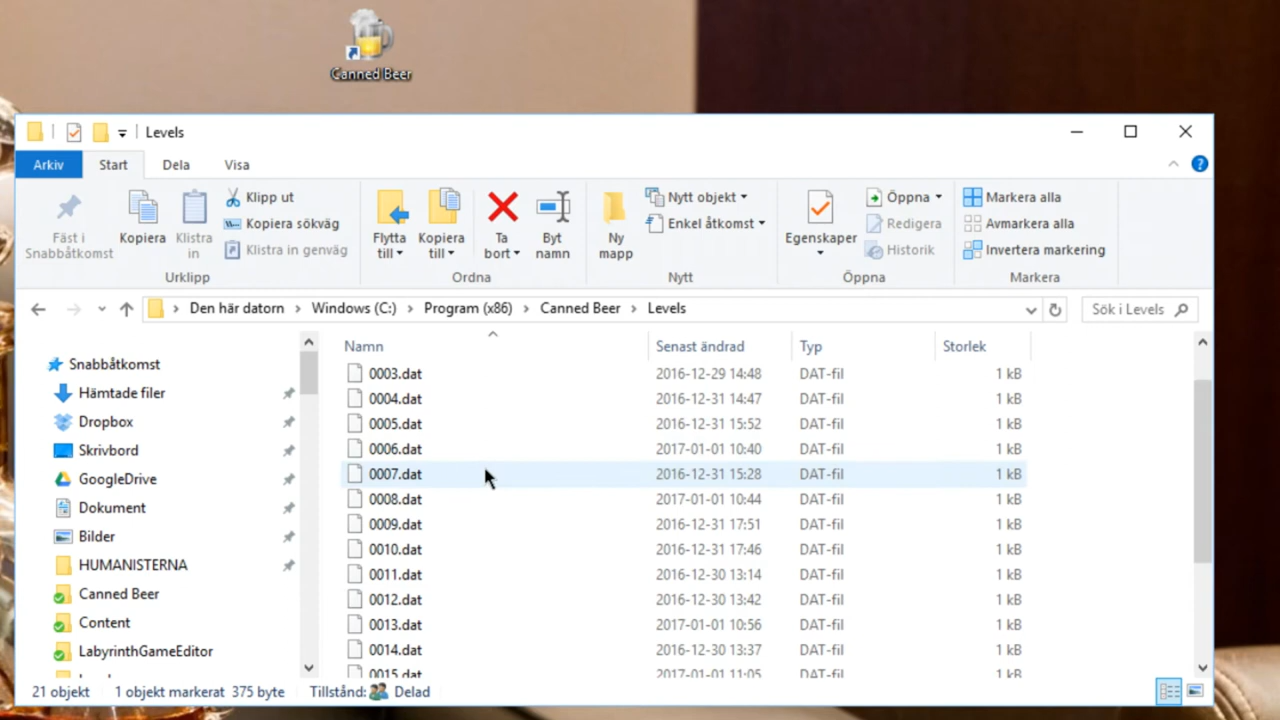 Canned Beer
Levels
Arkiv Start Dela Visa
Fäst i Snabbåtkomst
Kopiera
Klistra in
Klipp ut
Kopiera sökväg
Klistra in genväg
Urklipp
Flytta till
Kopiera till
Ta bort
Byt namn
Ordna
Ny mapp
Nytt objekt
Enkel åtkomst
Nytt
Egenskaper
Öppna
Redigera
Historik
Öppna
Markera alla
Avmarkera alla
Invertera markering
Markera
Den här datorn > Windows (C:) > Program (x86) > Canned Beer > Levels
Sök i Levels
Snabbåtkomst
Hämtade filer
Dropbox
Skrivbord
GoogleDrive
Dokument
Bilder
HUMANISTERNA
Canned Beer
Content
LabyrinthGameEditor
Namn Senast ändrad Typ Storlek
0003.dat 2016-12-29 14:48 DAT-fil 1 kB
0004.dat 2016-12-31 14:47 DAT-fil 1 kB
0005.dat 2016-12-31 15:52 DAT-fil 1 kB
0006.dat 2017-01-01 10:40 DAT-fil 1 kB
0007.dat 2016-12-31 15:28 DAT-fil 1 kB
0008.dat 2017-01-01 10:44 DAT-fil 1 kB
0009.dat 2016-12-31 17:51 DAT-fil 1 kB
0010.dat 2016-12-31 17:46 DAT-fil 1 kB
0011.dat 2016-12-30 13:14 DAT-fil 1 kB
0012.dat 2016-12-30 13:42 DAT-fil 1 kB
0013.dat 2017-01-01 10:56 DAT-fil 1 kB
0014.dat 2016-12-30 13:37 DAT-fil 1 kB
0015.dat 2017-01-01 11:05 DAT-fil 1 kB
21 objekt 1 objekt markerat 375 byte Tillstånd: Delad